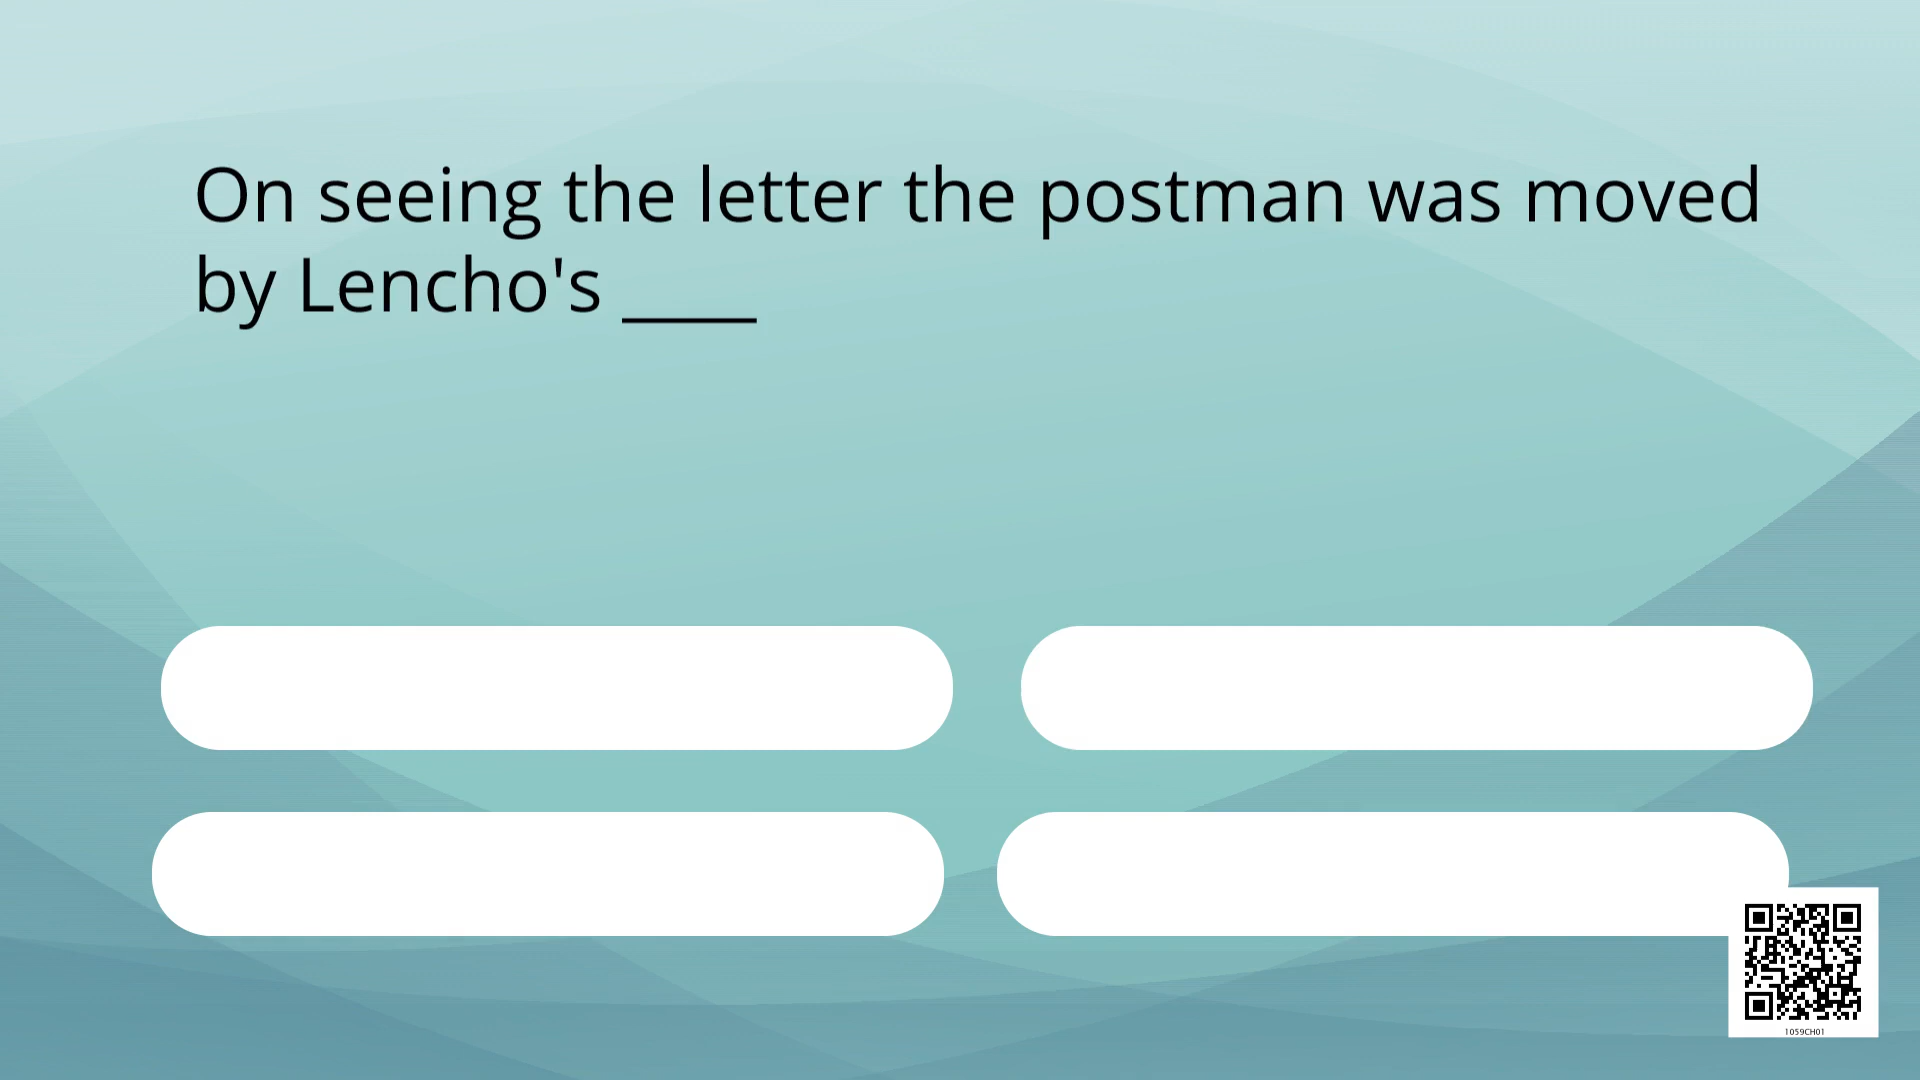 On seeing the letter the postman was moved
by Lencho's ____
1059CH01